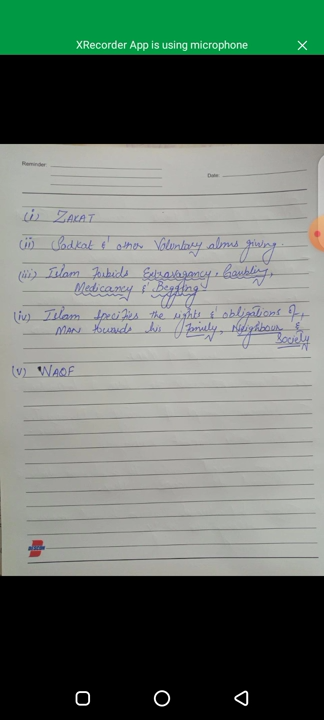 XRecorder App is using microphone
Reminder:
Date:
(i) ZAKAT
(ii) Sadkat & other Voluntary alms giving.
(iii) Islam forbids Extravagancy, Gambling,
Medicancy & Begging
(iv) Islam specifies the rights & obligations of
Man towards his family, Neighbour &
Society
(v) WAQF